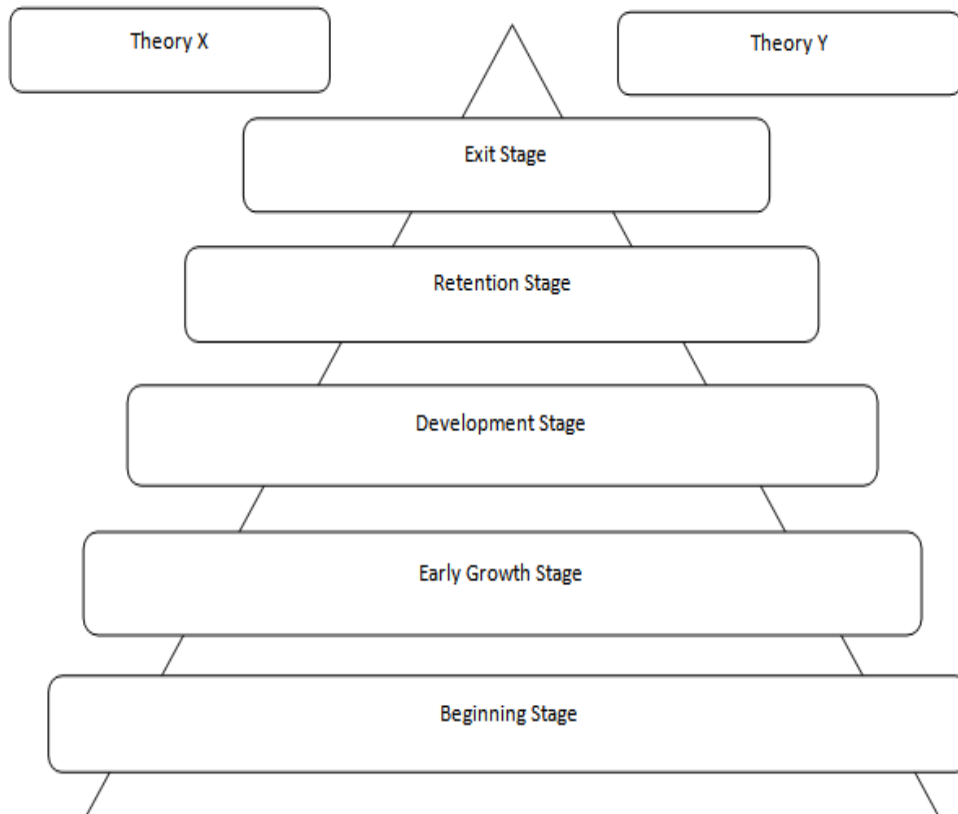 Theory X
Theory Y
Exit Stage
Retention Stage
Development Stage
Early Growth Stage
Beginning Stage